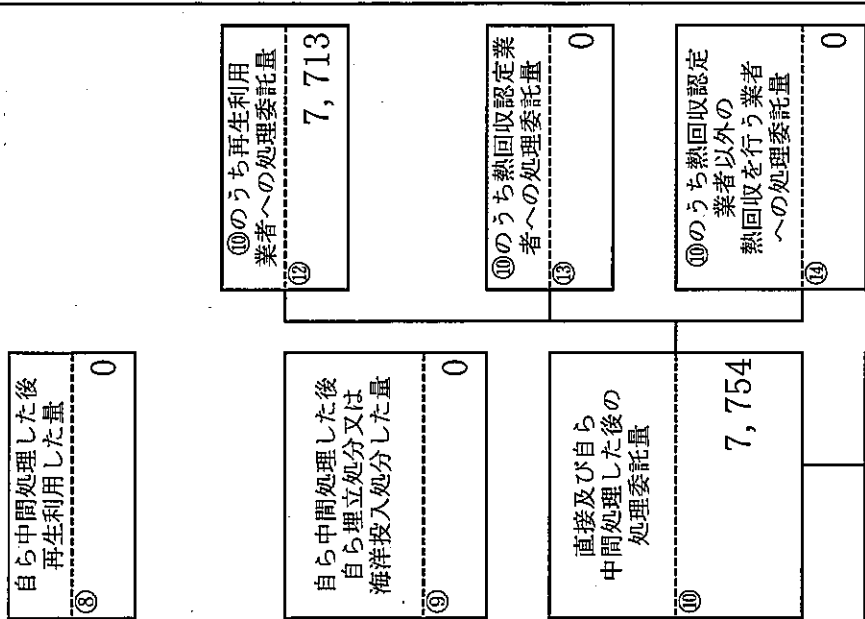 自ら中間処理した後
再生利用した量
⑧ 0
自ら中間処理した後
自ら埋立処分又は
海洋投入処分した量
⑨ 0
直接及び自ら
中間処理した後の
処理委託量
⑩ 7,754
⑩のうち再生利用
業者への処理委託量
⑫ 7,713
⑩のうち熱回収認定業
者への処理委託量
⑬ 0
⑩のうち熱回収認定
業者以外の
熱回収を行う業者
への処理委託量
⑭ 0